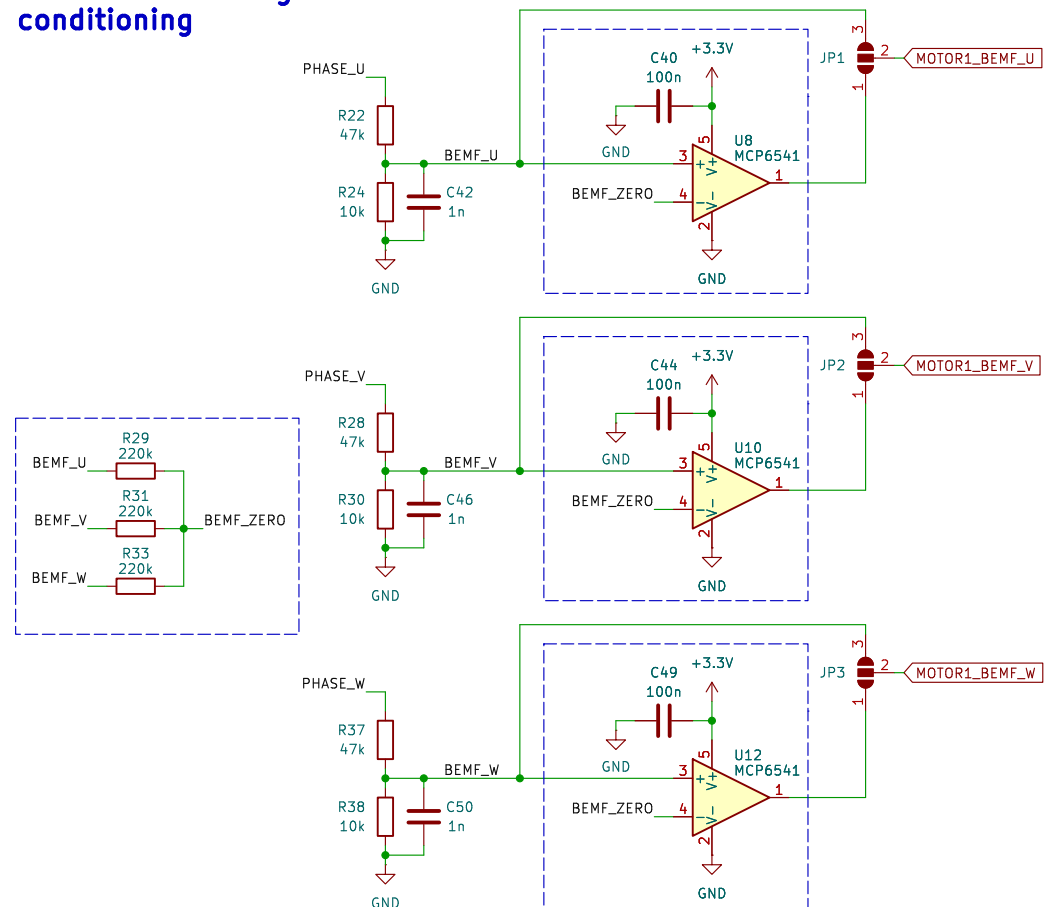 conditioning
PHASE_U
R22
47k
R24
10k
C42
1n
GND
BEMF_U
C40
100n
GND
+3.3V
U8
MCP6541
BEMF_ZERO
3
4
5
2
1
+
−
V+
V-
GND
JP1
3
2
1
MOTOR1_BEMF_U
PHASE_V
R28
47k
R30
10k
C46
1n
GND
BEMF_V
C44
100n
GND
+3.3V
U10
MCP6541
BEMF_ZERO
3
4
5
2
1
+
−
V+
V-
GND
JP2
3
2
1
MOTOR1_BEMF_V
R29
220k
BEMF_U
R31
220k
BEMF_V
BEMF_ZERO
R33
220k
BEMF_W
PHASE_W
R37
47k
R38
10k
C50
1n
GND
BEMF_W
C49
100n
GND
+3.3V
U12
MCP6541
BEMF_ZERO
3
4
5
2
1
+
−
V+
V-
GND
JP3
3
2
1
MOTOR1_BEMF_W